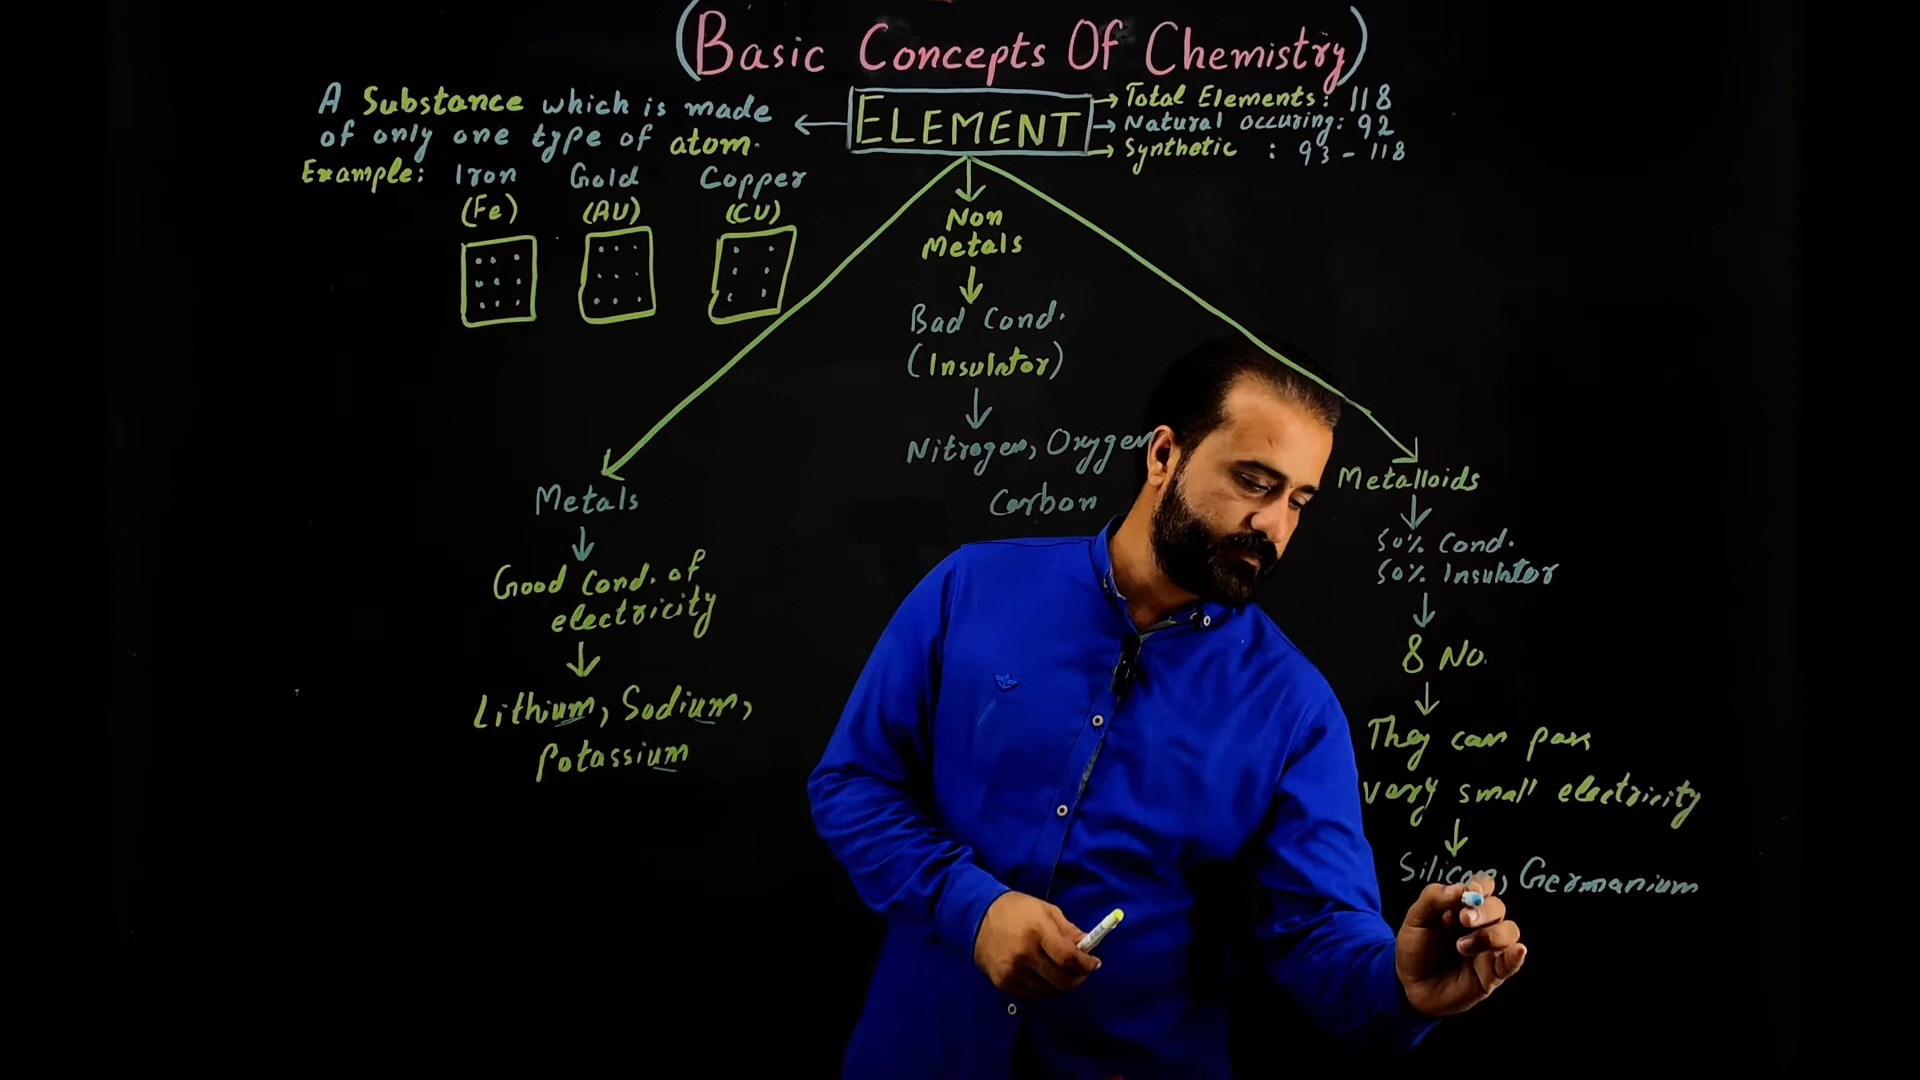 (Basic Concepts Of Chemistry)
A Substance which is made
of only one type of atom.
Example: Iron Gold Copper
(Fe) (AU) (CU)
ELEMENT
Total Elements: 118
Natural occuring: 92
Synthetic : 93 - 118
Non
Metals
Bad Cond.
(Insulator)
Nitrogen, Oxygen
Carbon
Metals
Good Cond. of
electricity
Lithium, Sodium,
Potassium
Metalloids
50% Cond.
50% Insulator
8 No.
They can pass
very small electricity
Silicon, Germanium